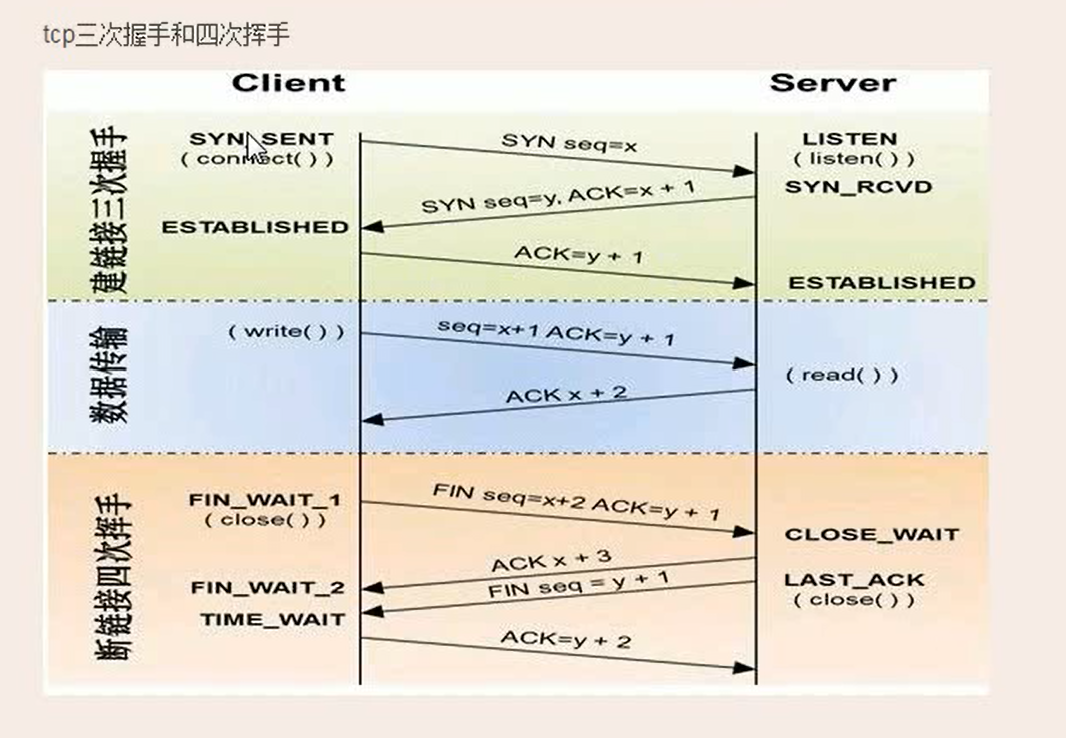 tcp三次握手和四次挥手
Client
Server
建链接三次握手
SYN_SENT
( connect( ) )
SYN seq=x
LISTEN
( listen( ) )
SYN_RCVD
SYN seq=y, ACK=x + 1
ESTABLISHED
ACK=y + 1
ESTABLISHED
数据传输
( write( ) )
seq=x+1 ACK=y + 1
( read( ) )
ACK x + 2
断链接四次挥手
FIN_WAIT_1
( close( ) )
FIN seq=x+2 ACK=y + 1
CLOSE_WAIT
ACK x + 3
FIN_WAIT_2
FIN seq = y + 1
LAST_ACK
( close( ) )
TIME_WAIT
ACK=y + 2